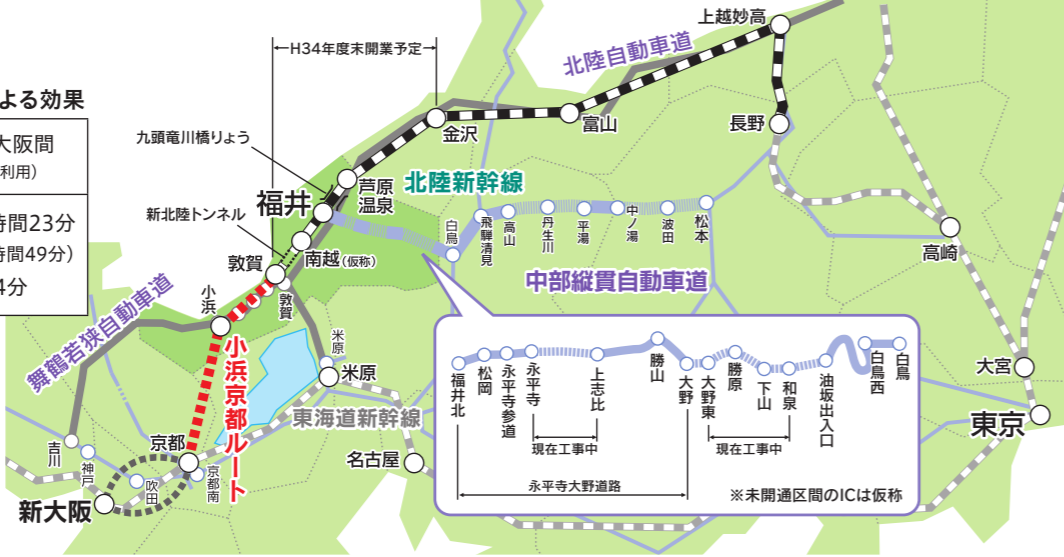 上越妙高
H34年度末開業予定
北陸自動車道
よる効果
大阪間
利用）
時間23分
時間49分）
4分
九頭竜川橋りょう
金沢
富山
長野
芦原
温泉
北陸新幹線
福井
新北陸トンネル
南越（仮称）
敦賀
敦賀
白鳥
飛騨清見
高山
丹生川
平湯
中ノ湯
波田
松本
高崎
中部縦貫自動車道
舞鶴若狭自動車道
小浜
小浜京都ルート
米原
米原
東海道新幹線
名古屋
大宮
東京
吉川
神戸
吹田
京都
京都南
新大阪
福井北
松岡
永平寺参道
永平寺
上志比
勝山
大野
大野東
勝原
下山
和泉
油坂出入口
白鳥西
白鳥
現在工事中
現在工事中
永平寺大野道路
※未開通区間のICは仮称